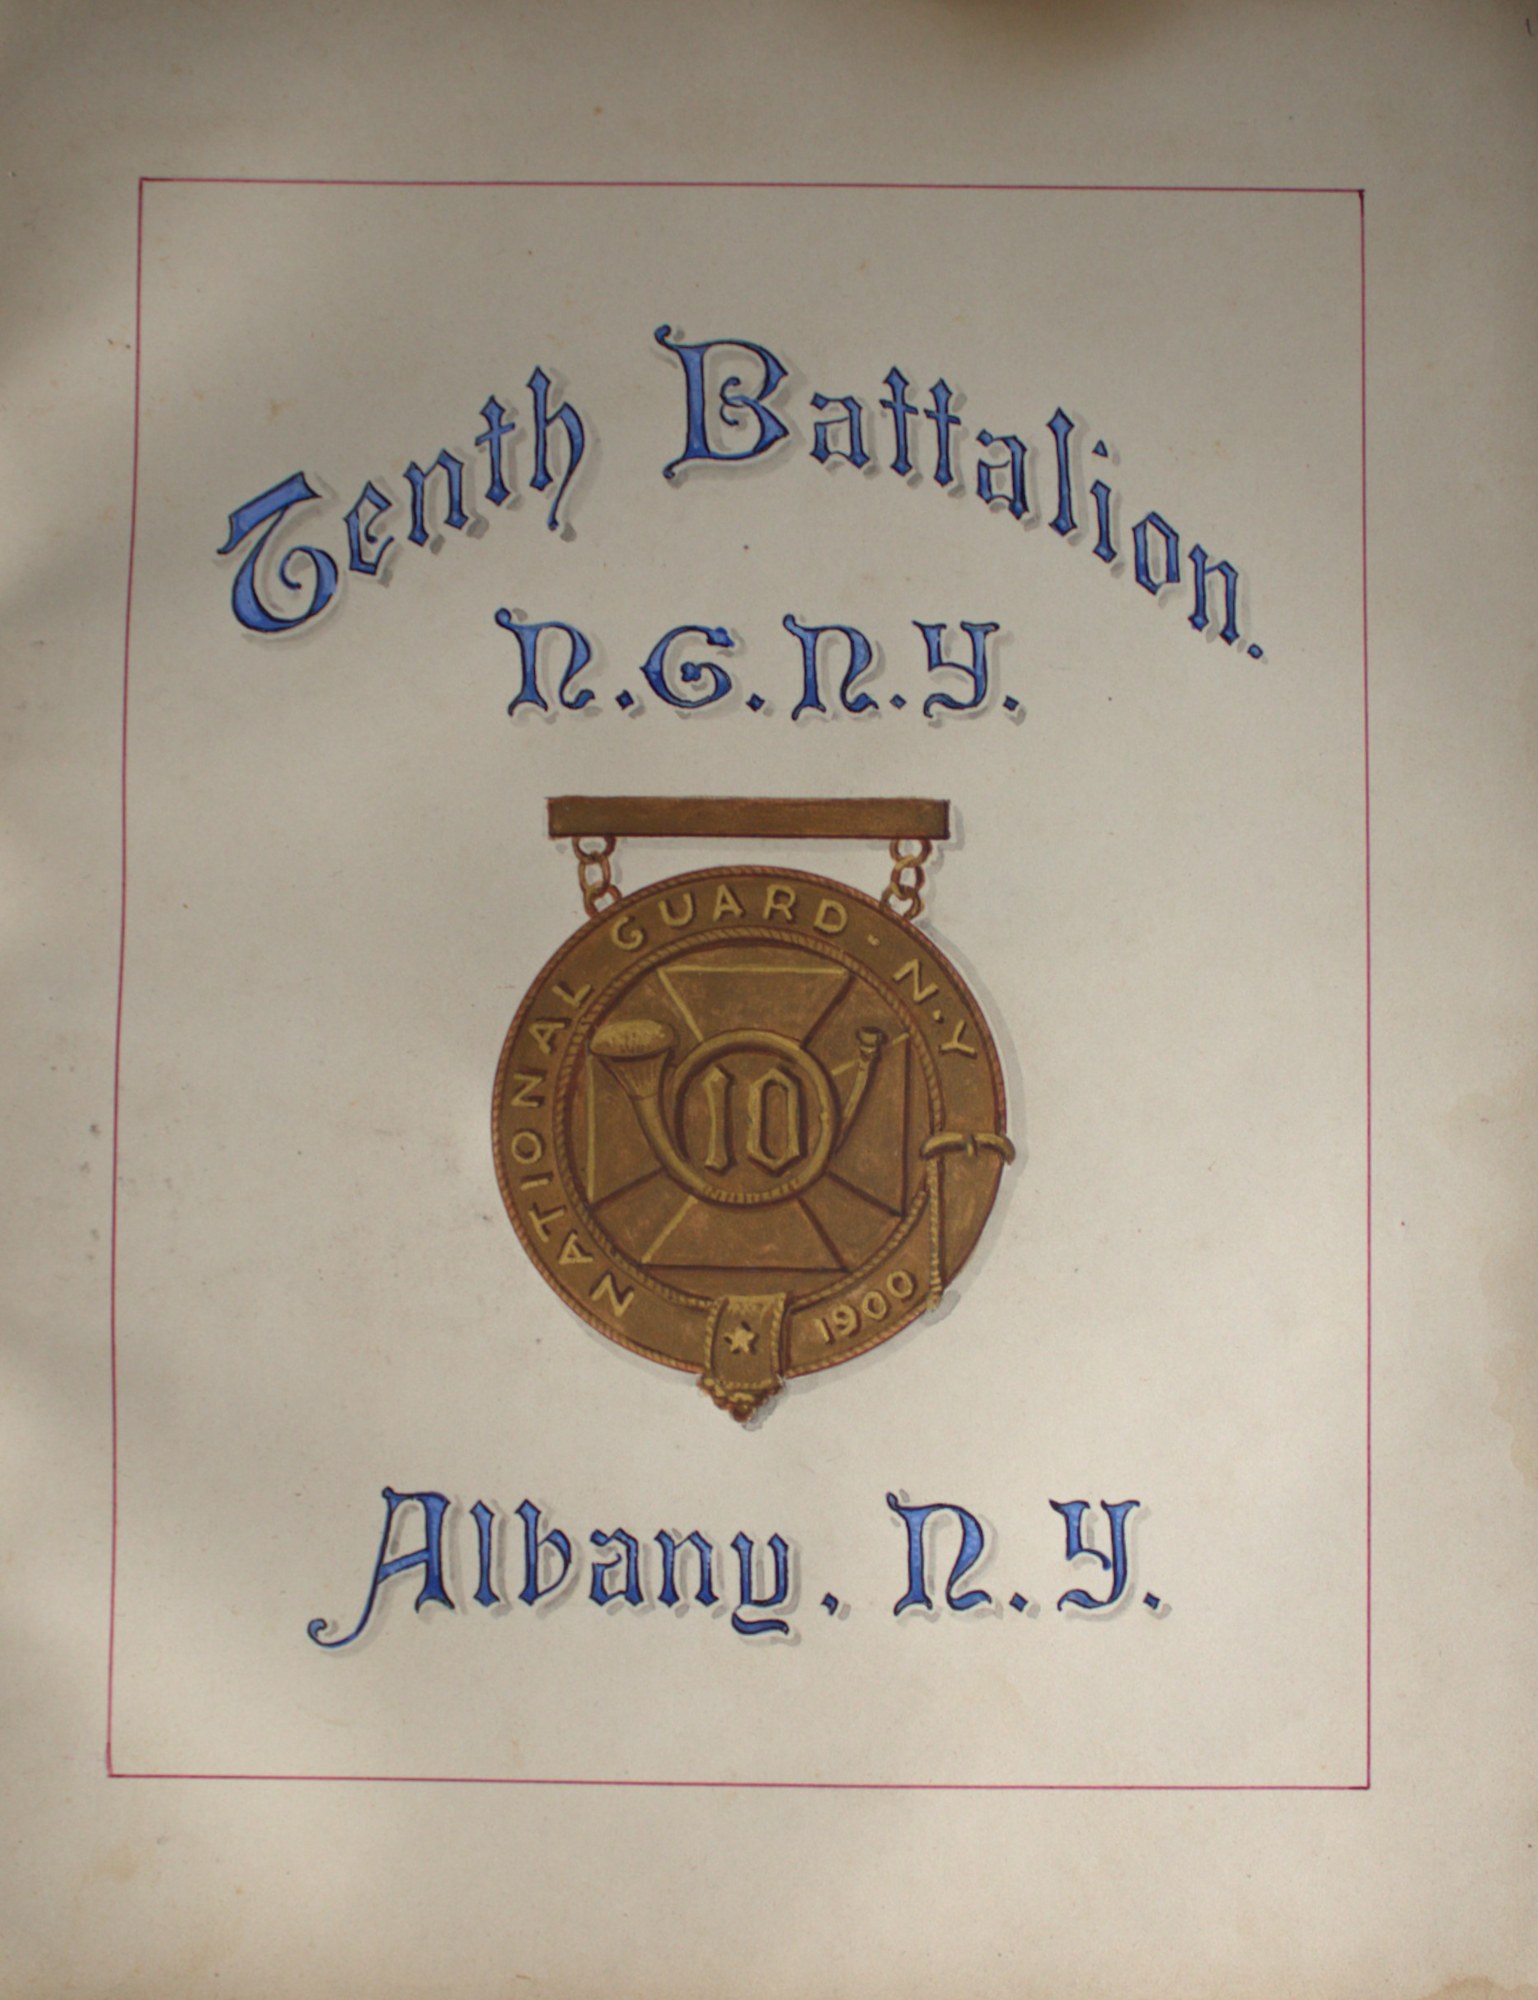 Tenth Battalion.
N.G.N.Y.
NATIONAL GUARD - N.Y
10
1900
Albany, N.Y.